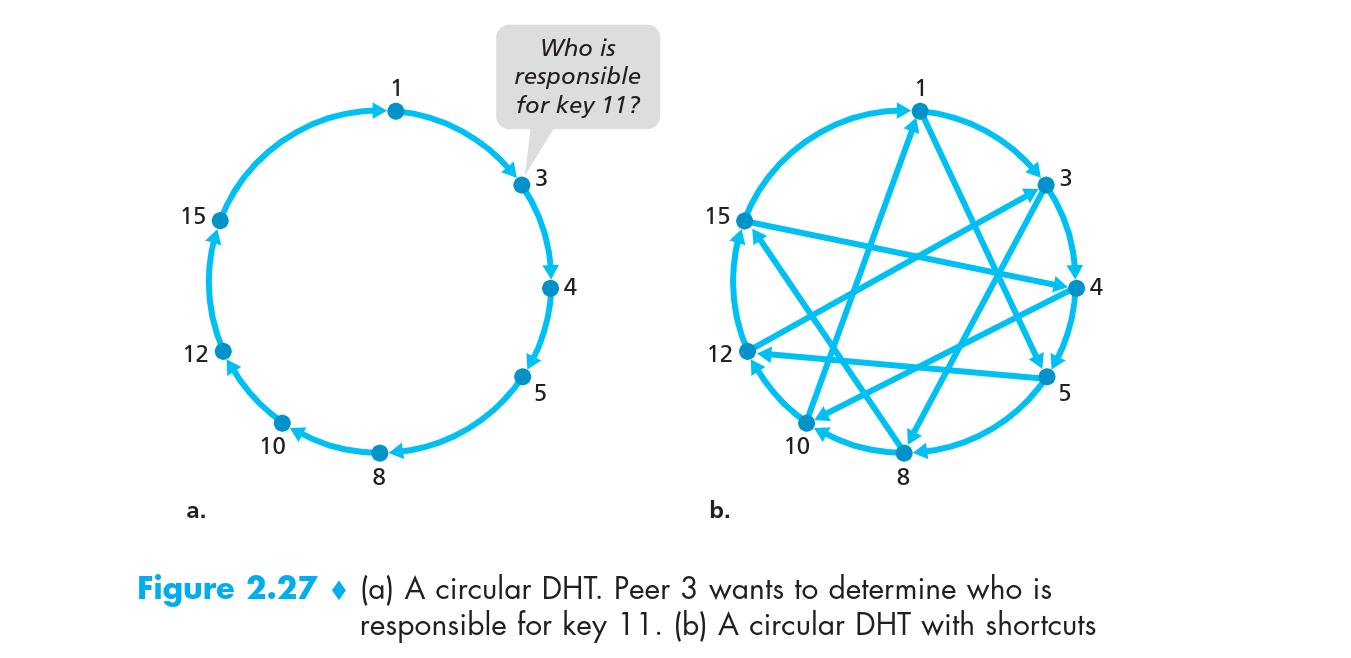 Who is
responsible
for key 11?
1
3
4
5
8
10
12
15
a.
1
3
4
5
8
10
12
15
b.
Figure 2.27 ♦ (a) A circular DHT. Peer 3 wants to determine who is
responsible for key 11. (b) A circular DHT with shortcuts